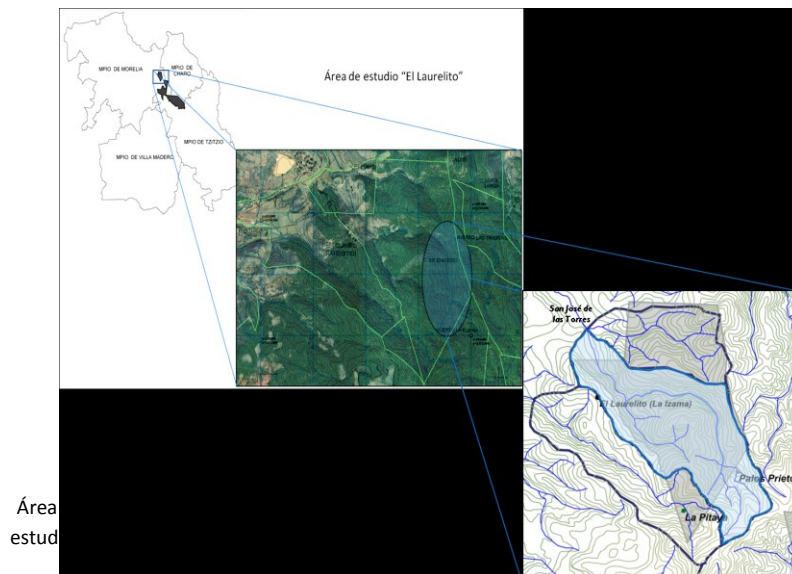 MPIO DE MORELIA
MPIO DE
CHARO
Área de estudio "El Laurelito"
MPIO DE TZITZIO
MPIO DE VILLA MADERO
San José de
las Torres
El Laurelito (La Izama)
Palos Prieto
La Pitaya
Área
estud